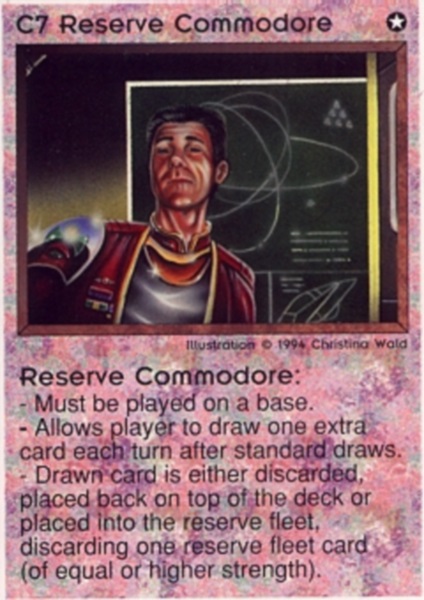 C7 Reserve Commodore
Illustration © 1994 Christina Wald
Reserve Commodore:
- Must be played on a base.
- Allows player to draw one extra
card each turn after standard draws.
- Drawn card is either discarded,
placed back on top of the deck or
placed into the reserve fleet,
discarding one reserve fleet card
(of equal or higher strength).